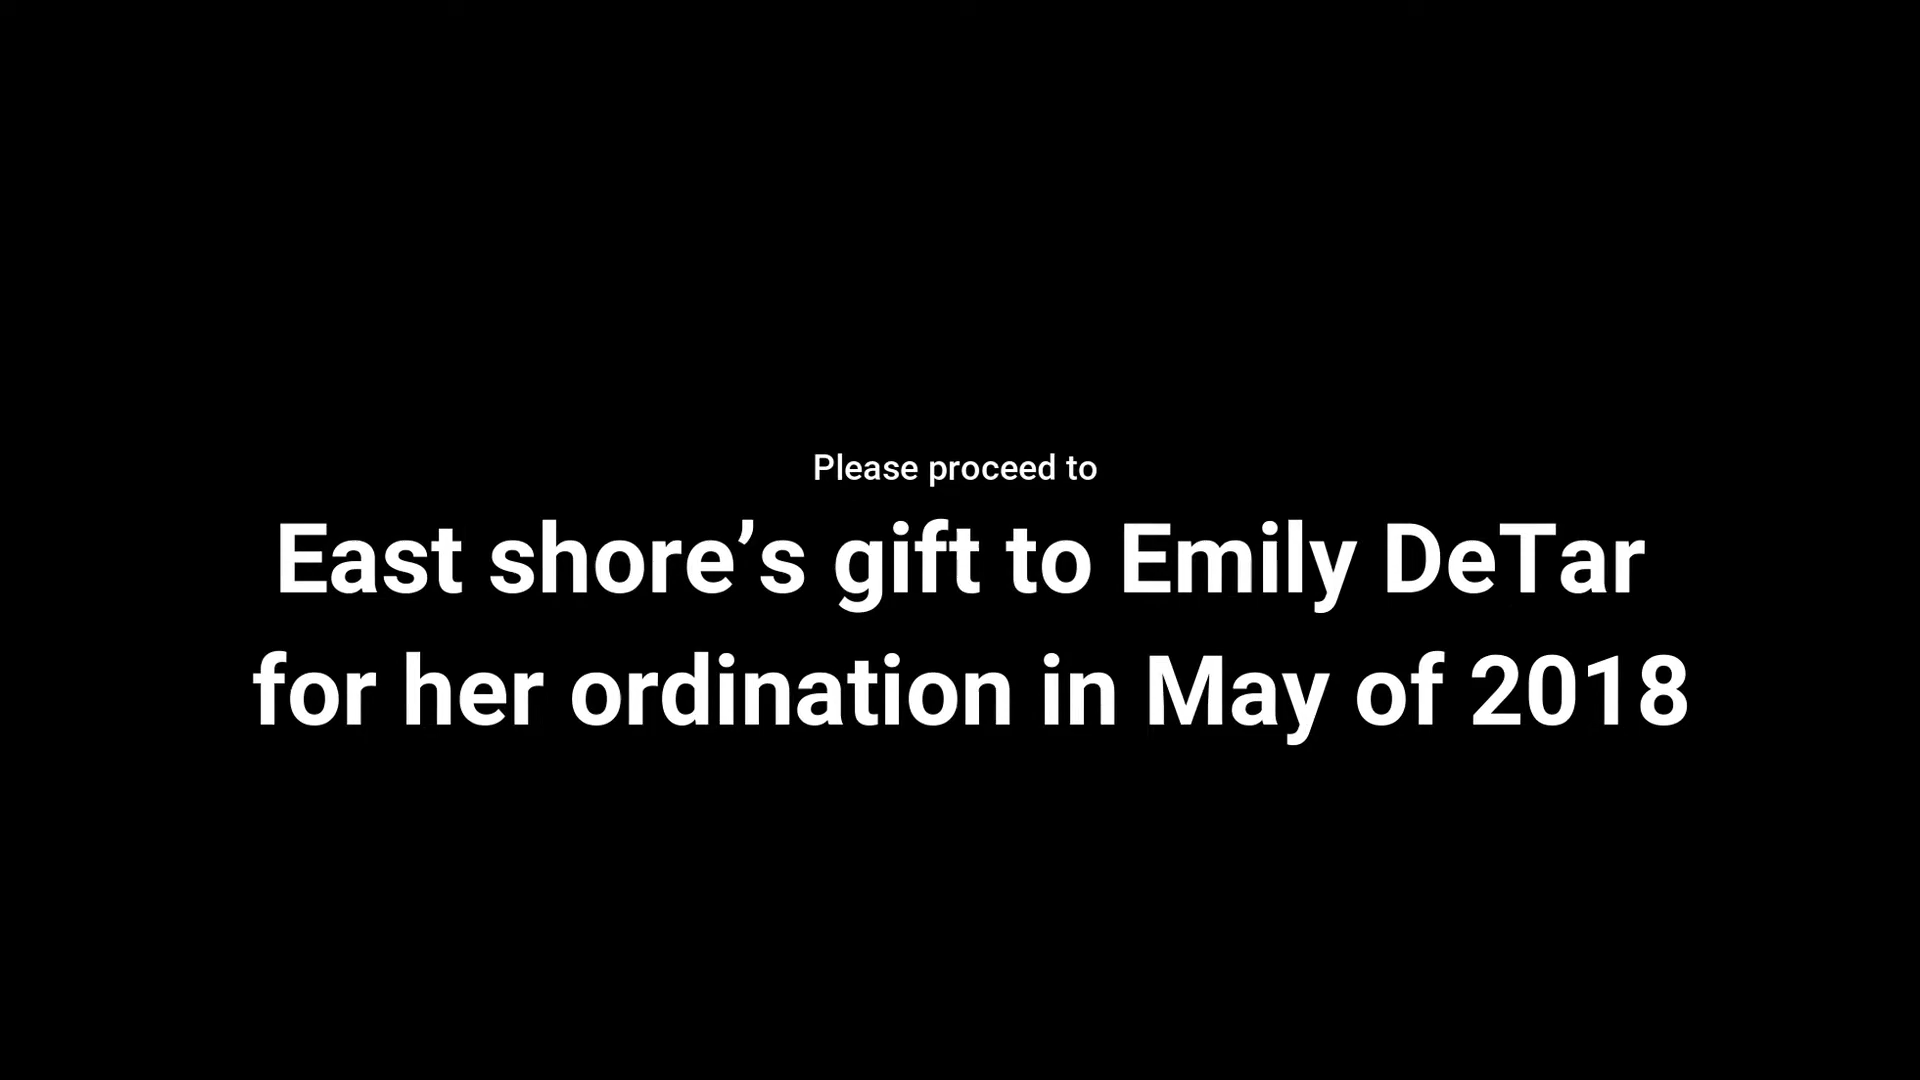 Please proceed to
East shore’s gift to Emily DeTar
for her ordination in May of 2018